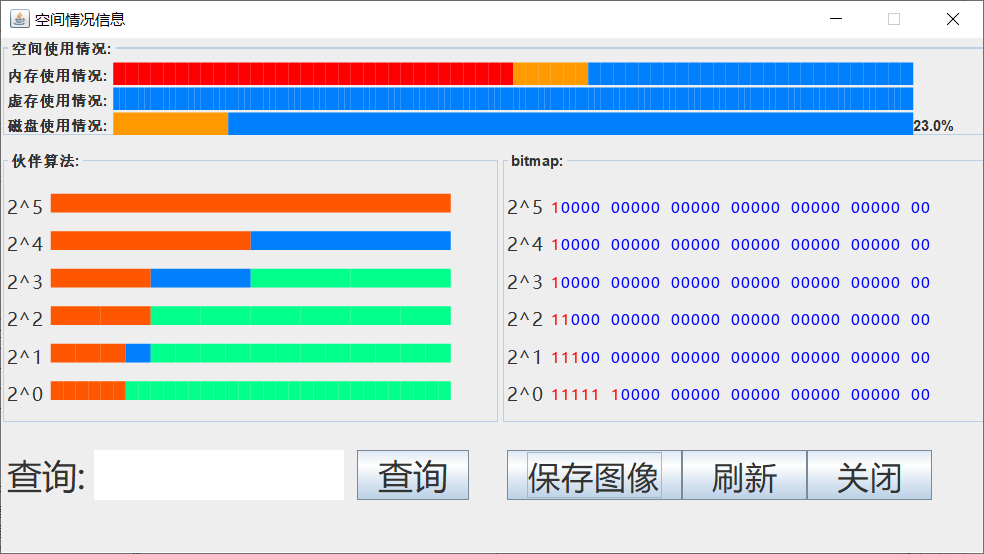 空间情况信息
空间使用情况:
内存使用情况:
虚存使用情况:
磁盘使用情况: 23.0%
伙伴算法:
2^5
2^4
2^3
2^2
2^1
2^0
bitmap:
2^5 10000 00000 00000 00000 00000 00000 00
2^4 10000 00000 00000 00000 00000 00000 00
2^3 10000 00000 00000 00000 00000 00000 00
2^2 11000 00000 00000 00000 00000 00000 00
2^1 11100 00000 00000 00000 00000 00000 00
2^0 11111 10000 00000 00000 00000 00000 00
查询: 查询 保存图像 刷新 关闭